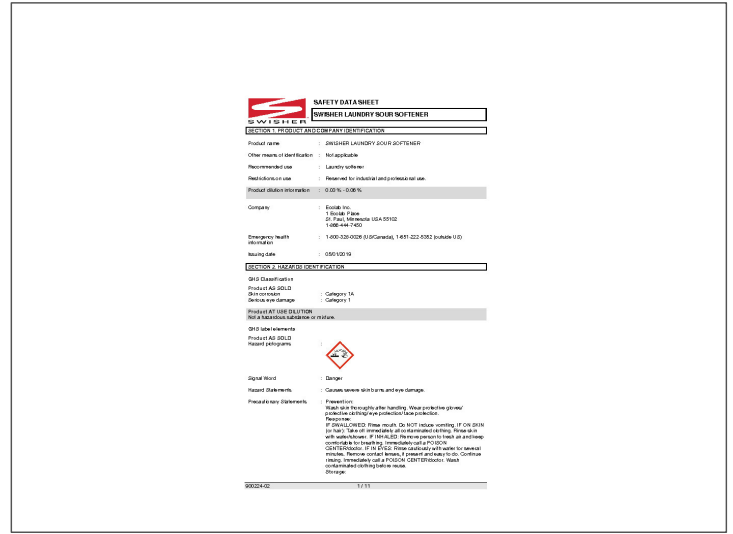 SAFETY DATA SHEET
SWISHER LAUNDRY SOUR SOFTENER
SWISHER
SECTION 1. PRODUCT AND COMPANY IDENTIFICATION
Product name : SWISHER LAUNDRY SOUR SOFTENER
Other means of identification : Not applicable
Recommended use : Laundry softener
Restrictions on use : Reserved for industrial and professional use.
Product dilution information : 0.03 % - 0.06 %
Company : Ecolab Inc.
1 Ecolab Place
St. Paul, Minnesota USA 55102
1-866-444-7450
Emergency health : 1-800-328-0026 (US/Canada), 1-651-222-5352 (outside US)
information
Issuing date : 05/01/2019
SECTION 2. HAZARDS IDENTIFICATION
GHS Classification
Product AS SOLD
Skin corrosion : Category 1A
Serious eye damage : Category 1
Product AT USE DILUTION
Not a hazardous substance or mixture.
GHS label elements
Product AS SOLD
Hazard pictograms :
Signal Word : Danger
Hazard Statements : Causes severe skin burns and eye damage.
Precautionary Statements : Prevention:
Wash skin thoroughly after handling. Wear protective gloves/
protective clothing/ eye protection/ face protection.
Response:
IF SWALLOWED: Rinse mouth. Do NOT induce vomiting. IF ON SKIN
(or hair): Take off immediately all contaminated clothing. Rinse skin
with water/shower. IF INHALED: Remove person to fresh air and keep
comfortable for breathing. Immediately call a POISON
CENTER/doctor. IF IN EYES: Rinse cautiously with water for several
minutes. Remove contact lenses, if present and easy to do. Continue
rinsing. Immediately call a POISON CENTER/doctor. Wash
contaminated clothing before reuse.
Storage:
900224-02 1 / 11